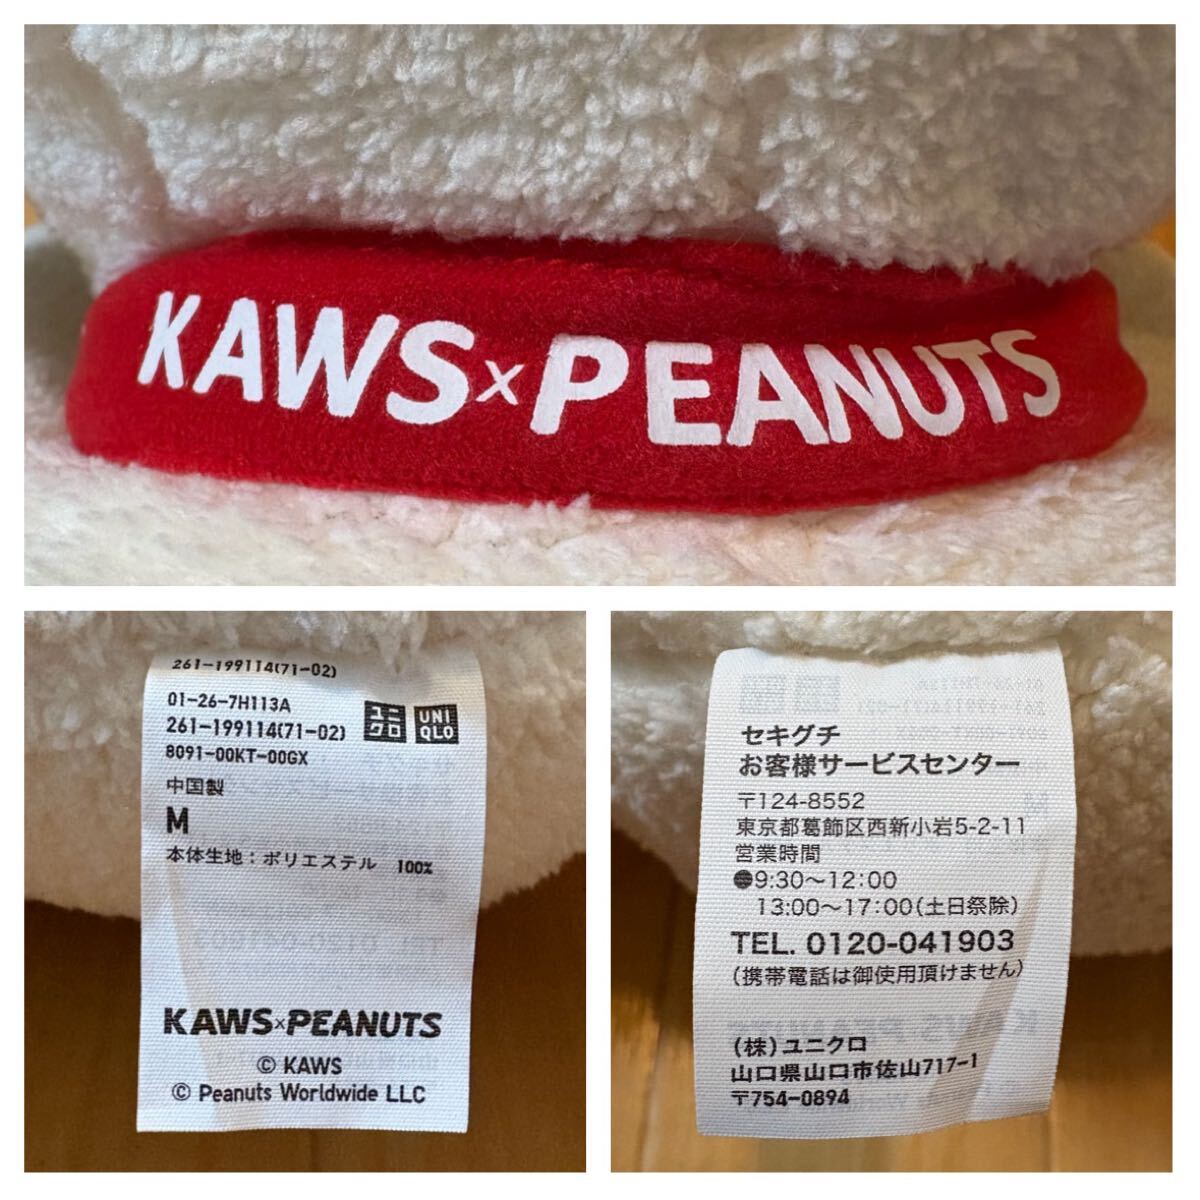 KAWS×PEANUTS
261-199114(71-02)
01-26-7H113A
261-199114(71-02)
8091-00KT-00GX
ユニクロ
UNIQLO
中国製
M
本体生地：ポリエステル 100%
KAWS×PEANUTS
© KAWS
© Peanuts Worldwide LLC
セキグチ
お客様サービスセンター
〒124-8552
東京都葛飾区西新小岩5-2-11
営業時間
●9:30～12:00
13:00～17:00(土日祭除)
TEL. 0120-041903
(携帯電話は御使用頂けません)
(株)ユニクロ
山口県山口市佐山717-1
〒754-0894